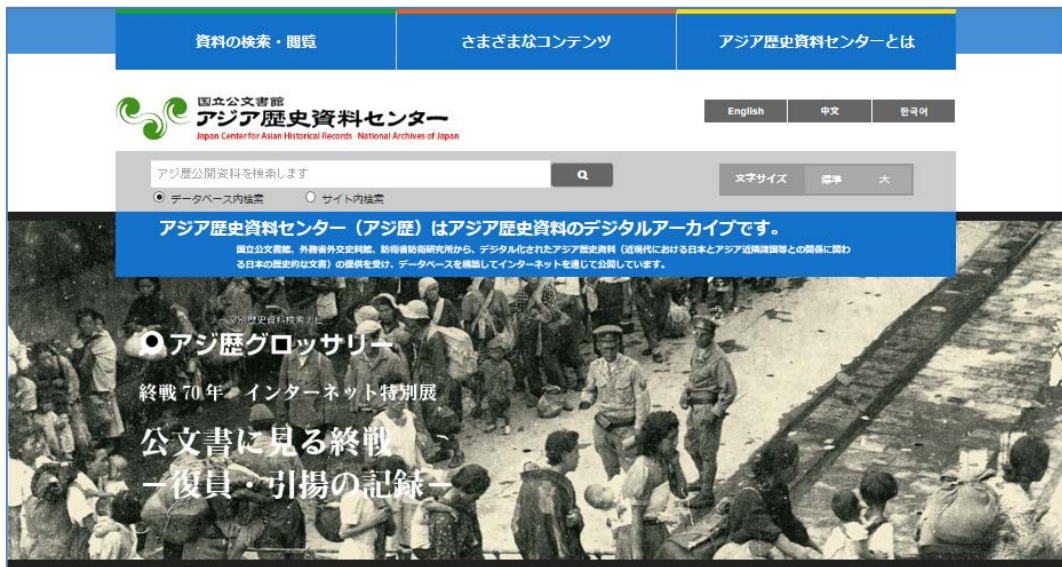 資料の検索・閲覧
さまざまなコンテンツ
アジア歴史資料センターとは
国立公文書館
アジア歴史資料センター
Japan Center for Asian Historical Records National Archives of Japan
English
中文
한국어
アジ歴公開資料を検索します
データベース内検索
サイト内検索
文字サイズ
標準
大
アジア歴史資料センター(アジ歴)はアジア歴史資料のデジタルアーカイブです。
国立公文書館、外務省外交史料館、防衛省防衛研究所から、デジタル化されたアジア歴史資料(近現代における日本とアジア近隣諸国等との関係に関わ
る日本の歴史的な文書)の提供を受け、データベースを構築してインターネットを通じて公開しています。
テーマ別歴史資料検索ナビ
アジ歴グロッサリー
終戦70年 インターネット特別展
公文書に見る終戦
ー復員・引揚の記録ー